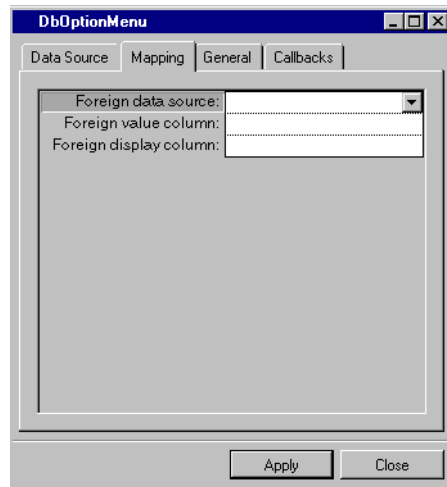 DbOptionMenu
Data Source Mapping General Callbacks
Foreign data source:
Foreign value column:
Foreign display column:
Apply Close